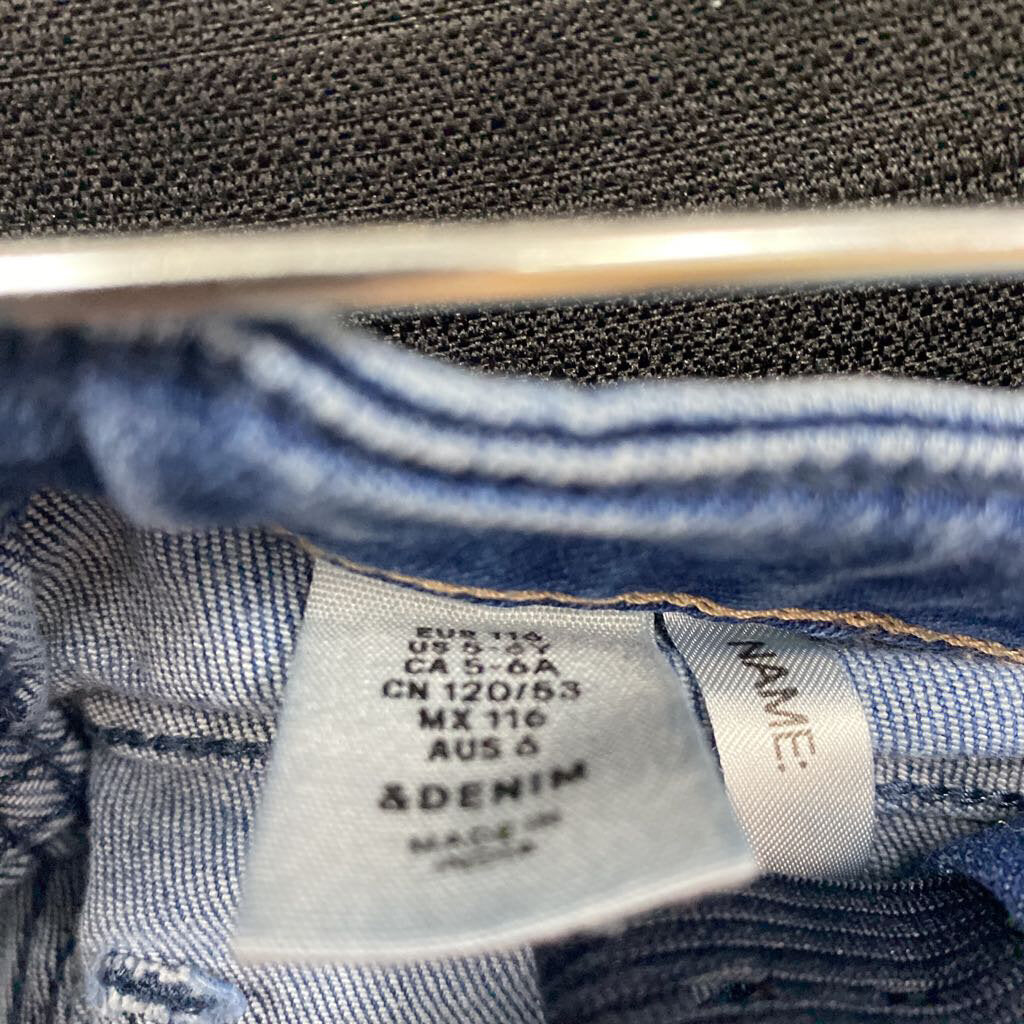 EUR 116
US 5-6Y
CA 5-6A
CN 120/53
MX 116
AUS 6
&DENIM
MADE IN
NAME: